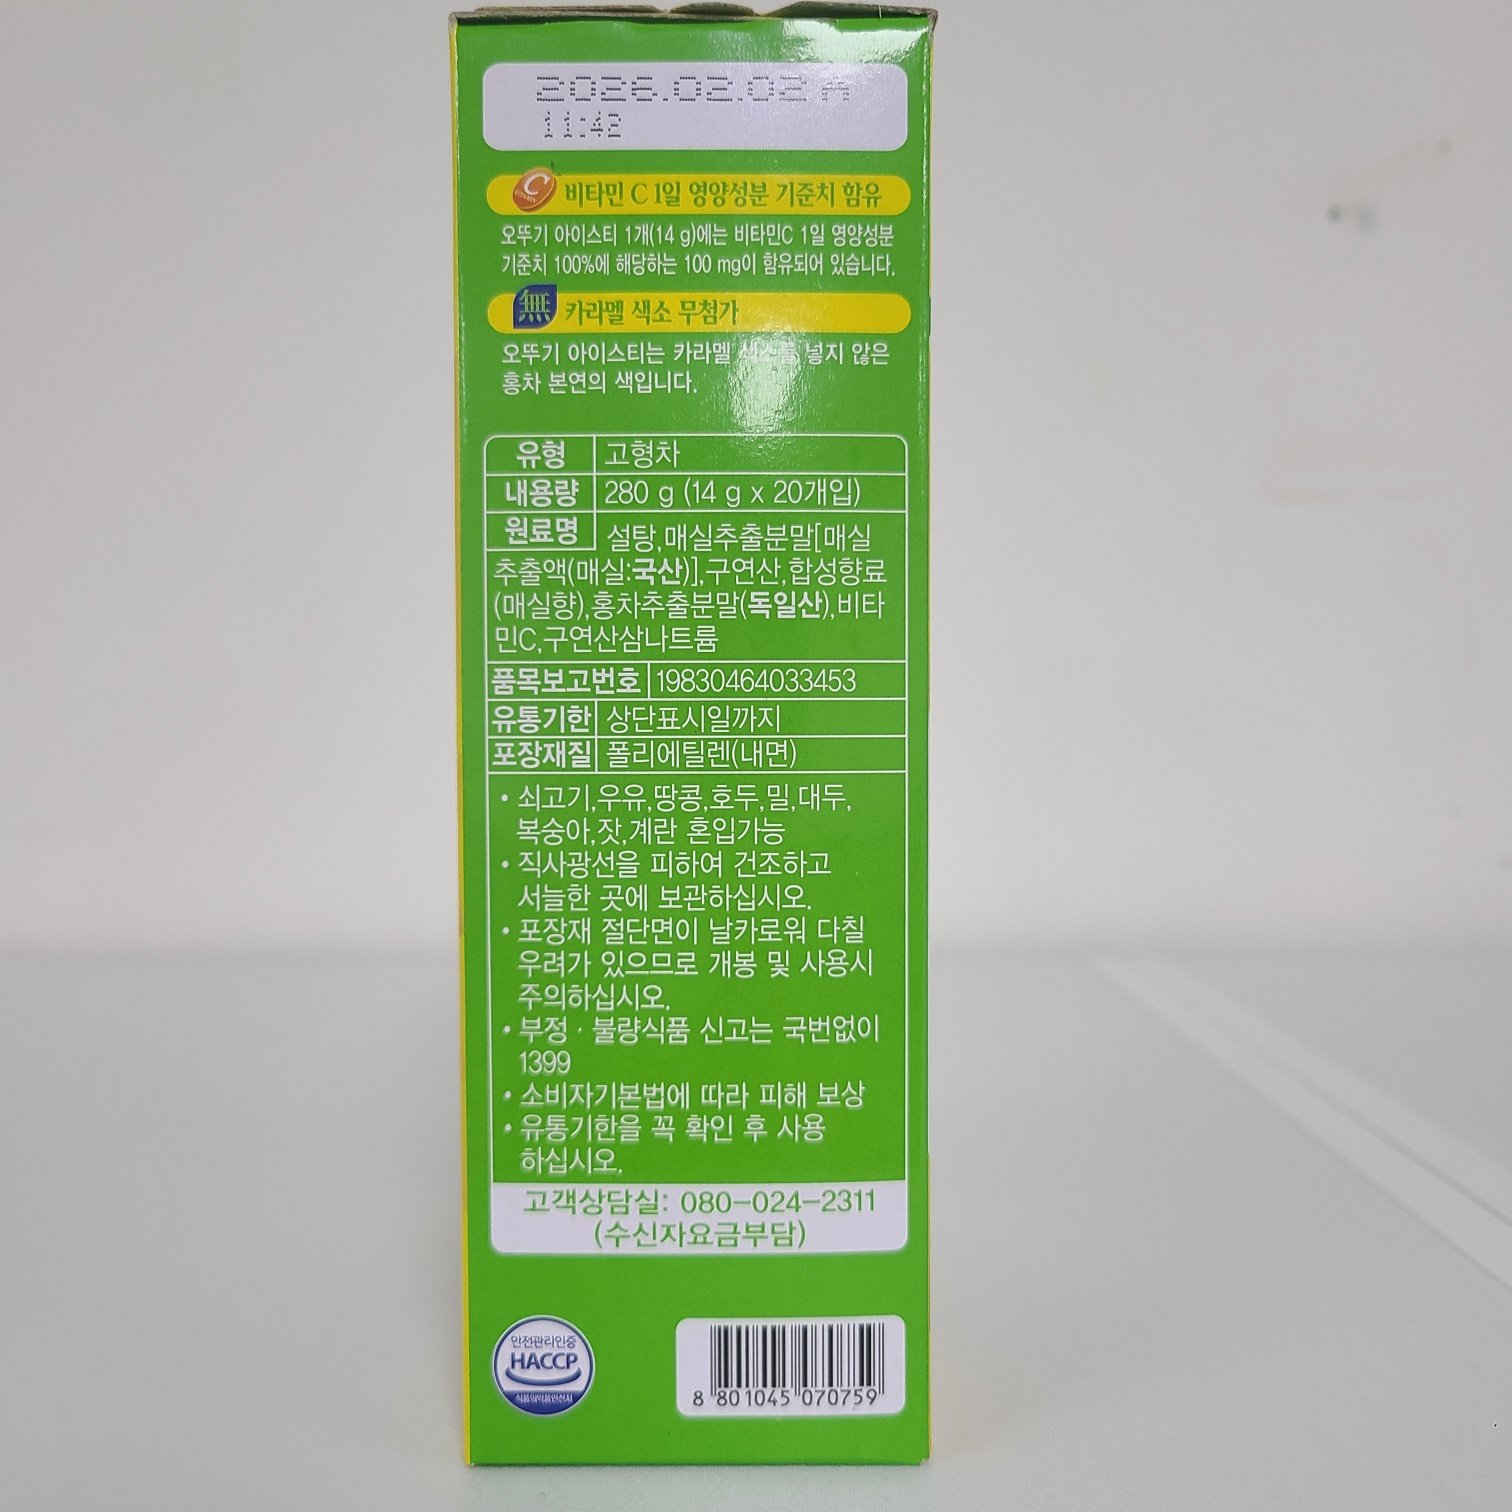 2026.02.02 A
11:42
C 비타민 C 1일 영양성분 기준치 함유
오뚜기 아이스티 1개(14 g)에는 비타민C 1일 영양성분
기준치 100%에 해당하는 100 mg이 함유되어 있습니다.
無 카라멜 색소 무첨가
오뚜기 아이스티는 카라멜 색소를 넣지 않은
홍차 본연의 색입니다.
유형 고형차
내용량 280 g (14 g x 20개입)
원료명 설탕,매실추출분말[매실
추출액(매실:국산)],구연산,합성향료
(매실향),홍차추출분말(독일산),비타
민C,구연산삼나트륨
품목보고번호 19830464033453
유통기한 상단표시일까지
포장재질 폴리에틸렌(내면)
• 쇠고기,우유,땅콩,호두,밀,대두,
복숭아,잣,계란 혼입가능
• 직사광선을 피하여 건조하고
서늘한 곳에 보관하십시오.
• 포장재 절단면이 날카로워 다칠
우려가 있으므로 개봉 및 사용시
주의하십시오.
• 부정 · 불량식품 신고는 국번없이
1399
• 소비자기본법에 따라 피해 보상
• 유통기한을 꼭 확인 후 사용
하십시오.
고객상담실: 080-024-2311
(수신자요금부담)
안전관리인증
HACCP
식품의약품안전처
8 801045 070759